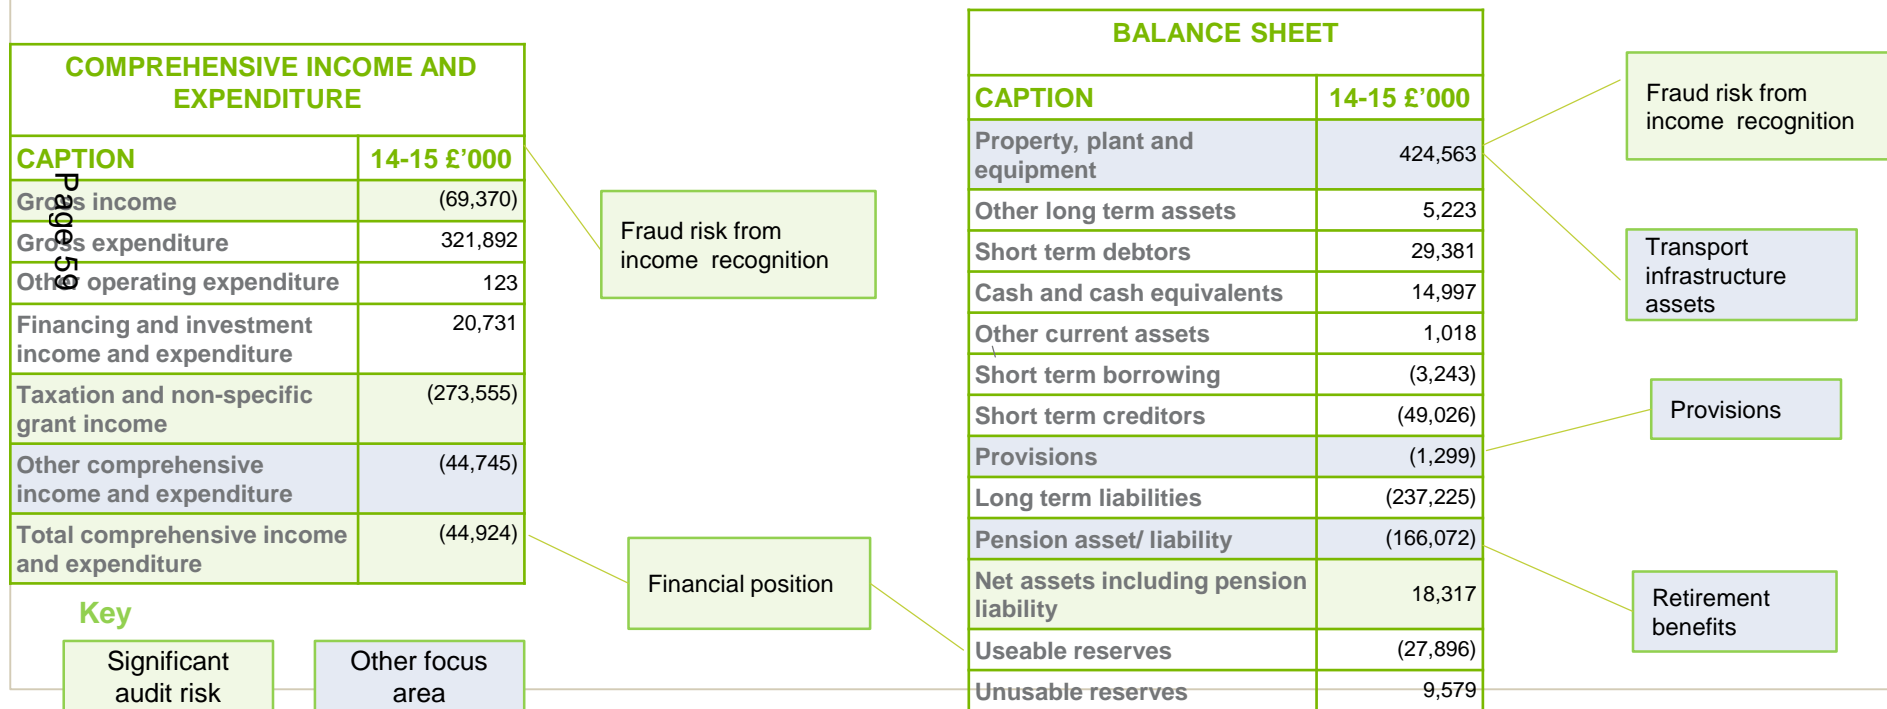 COMPREHENSIVE INCOME AND
EXPENDITURE
CAPTION 14-15 £’000
Gross income (69,370)
Gross expenditure 321,892
Other operating expenditure 123
Financing and investment
income and expenditure 20,731
Taxation and non-specific
grant income (273,555)
Other comprehensive
income and expenditure (44,745)
Total comprehensive income
and expenditure (44,924)
Page 59
Key
Significant
audit risk
Other focus
area
Fraud risk from
income recognition
Financial position
BALANCE SHEET
CAPTION 14-15 £’000
Property, plant and
equipment 424,563
Other long term assets 5,223
Short term debtors 29,381
Cash and cash equivalents 14,997
Other current assets 1,018
\
Short term borrowing (3,243)
Short term creditors (49,026)
Provisions (1,299)
Long term liabilities (237,225)
Pension asset/ liability (166,072)
Net assets including pension
liability 18,317
Useable reserves (27,896)
Unusable reserves 9,579
Fraud risk from
income recognition
Transport
infrastructure
assets
Provisions
Retirement
benefits